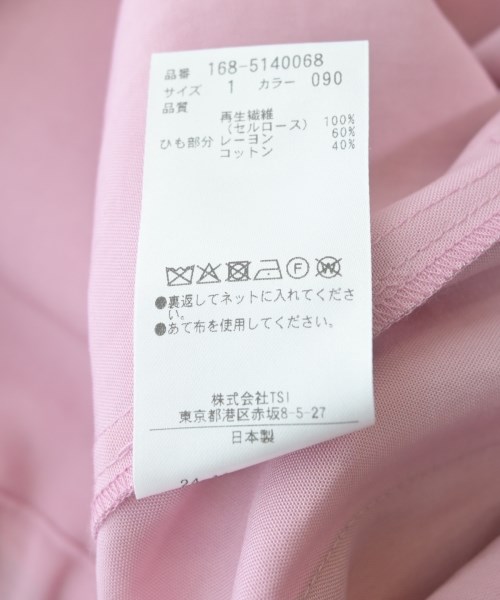 品番 168-5140068
サイズ 1 カラー 090
品質
再生繊維
(セルロース) 100%
ひも部分 レーヨン 60%
コットン 40%
F W
●裏返してネットに入れてくださ
い。
●あて布を使用してください。
株式会社TSI
東京都港区赤坂8-5-27
日本製